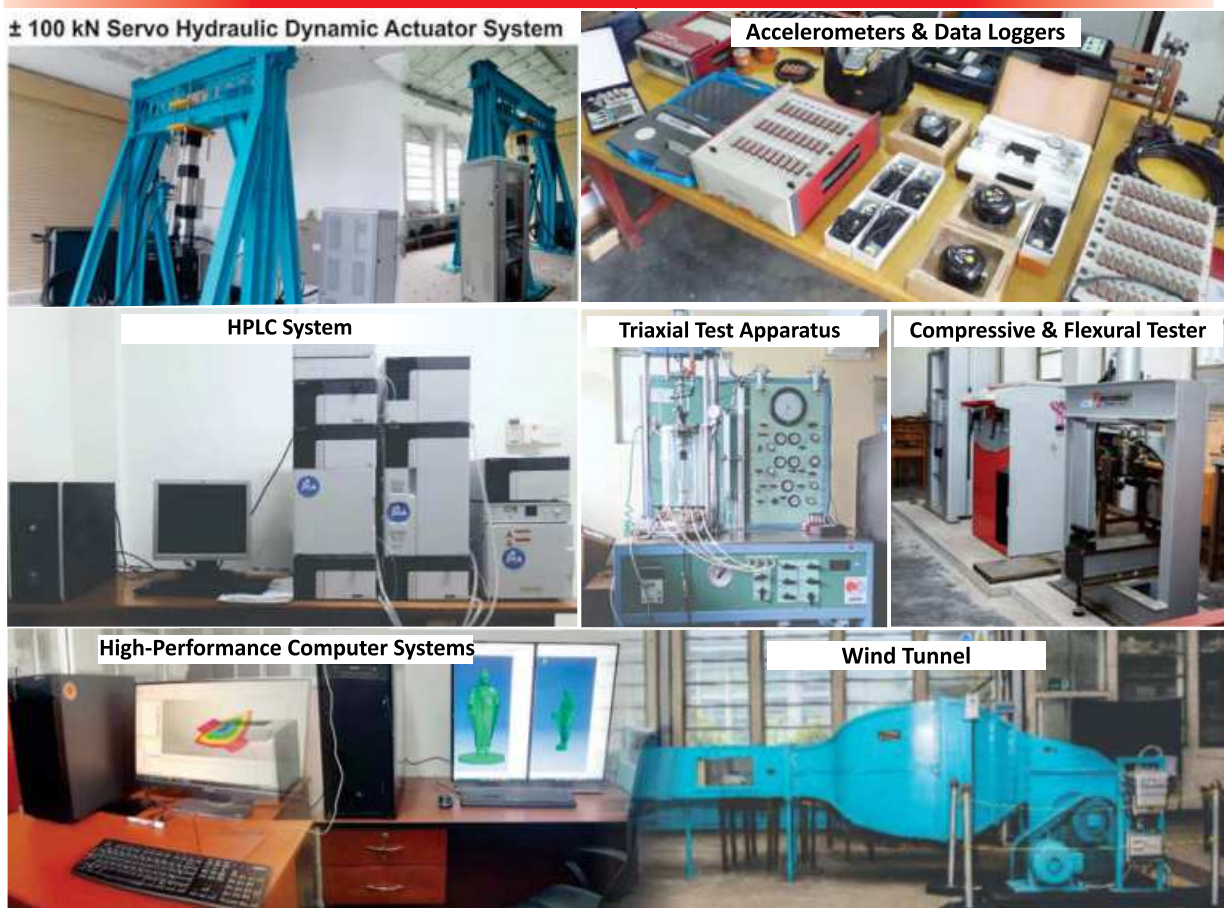 ± 100 kN Servo Hydraulic Dynamic Actuator System
Accelerometers & Data Loggers
HPLC System
Triaxial Test Apparatus
Compressive & Flexural Tester
High-Performance Computer Systems
Wind Tunnel